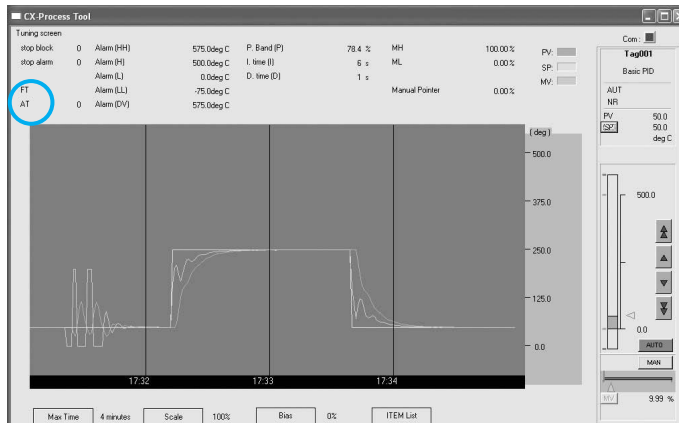 CX-Process Tool
Tuning screen
stop block 0 Alarm (HH) 575.0deg C P. Band (P) 78.4 % MH 100.00 %
stop alarm 0 Alarm (H) 500.0deg C I. time (I) 6 s ML 0.00 %
Alarm (L) 0.0deg C D. time (D) 1 s
FT Alarm (LL) -75.0deg C Manual Pointer 0.00 %
AT 0 Alarm (DV) 575.0deg C
PV:
SP:
MV:
Com:
Tag001
Basic PID
AUT
NR
PV 50.0
SP 50.0
deg C
(deg)
500.0
375.0
250.0
125.0
0.0
17:32 17:33 17:34
500.0
0.0
AUTO
MAN
MV 9.99 %
Max Time 4 minutes Scale 100% Bias 0% ITEM List